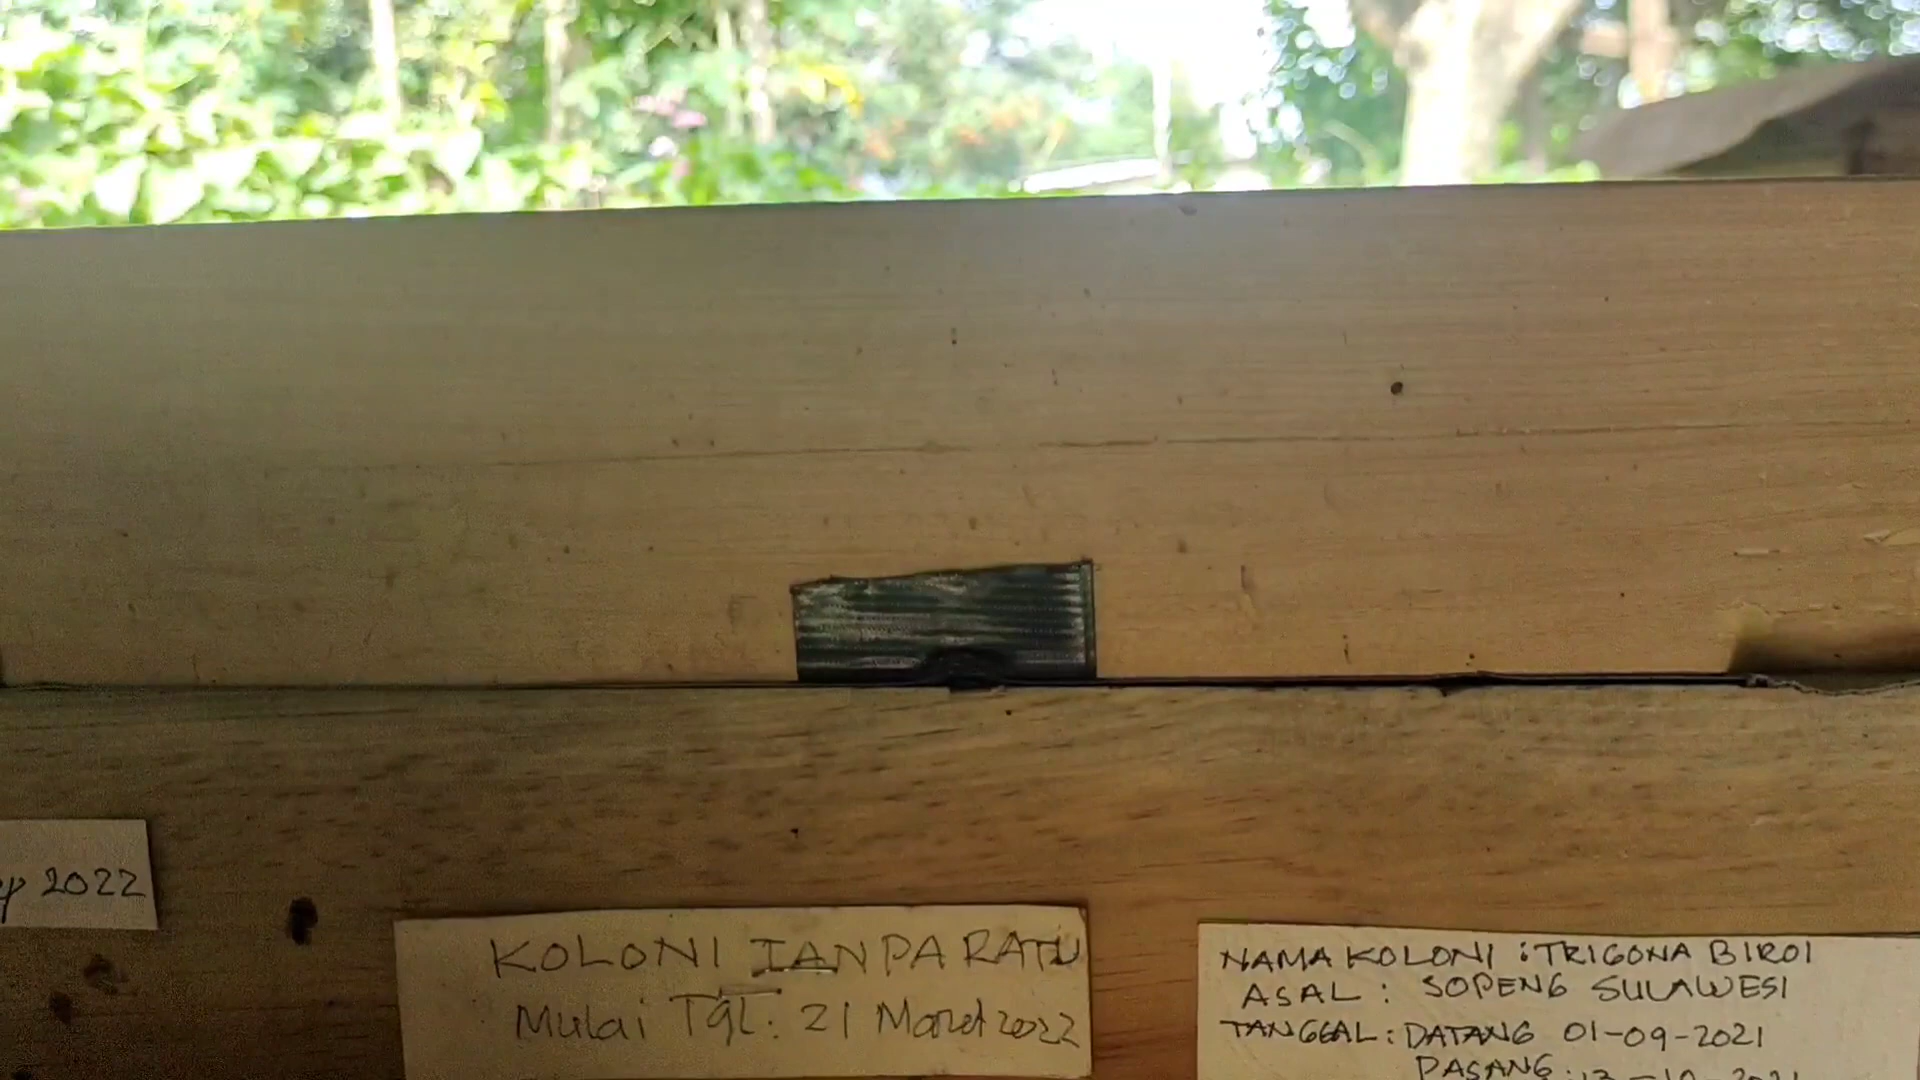 2022
KOLONI TANPA RATU
Mulai TGL: 21 Maret 2022
NAMA KOLONI : TRIGONA BIROI
ASAL : SOPENG SULAWESI
TANGGAL : DATANG 01-09-2021
PASANG :